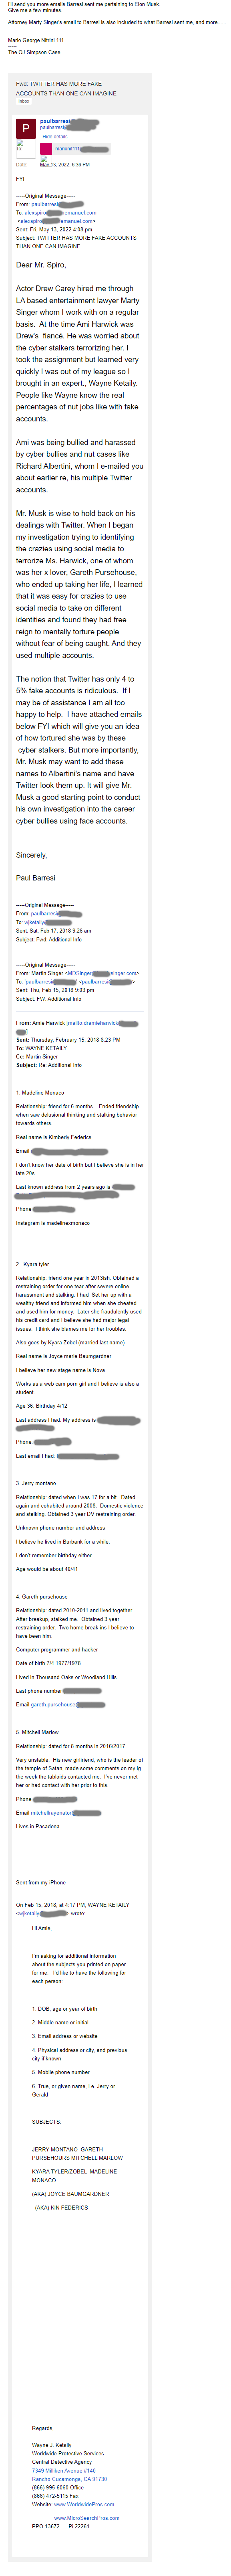 I'll send you more emails Barresi sent me pertaining to Elon Musk.
Give me a few minutes.
Attorney Marty Singer's email to Barresi is also included to what Barresi sent me, and more.......
Mario George Nitrini 111
-----
The OJ Simpson Case
Fwd: TWITTER HAS MORE FAKE
ACCOUNTS THAN ONE CAN IMAGINE
Inbox
P
paulbarresi
paulbarresi
Hide details
To
marionit111
Date
May 13, 2022, 6:36 PM
FYI
-----Original Message-----
From: paulbarresi
To: alexspiro emanuel.com
<alexspiro emanuel.com>
Sent: Fri, May 13, 2022 4:08 pm
Subject: TWITTER HAS MORE FAKE ACCOUNTS
THAN ONE CAN IMAGINE
Dear Mr. Spiro,
Actor Drew Carey hired me through
LA based entertainment lawyer Marty
Singer whom I work with on a regular
basis.  At the time Ami Harwick was
Drew's  fiancé. He was worried about
the cyber stalkers terrorizing her. I
took the assignment but learned very
quickly I was out of my league so I
brought in an expert., Wayne Ketaily.
People like Wayne know the real
percentages of nut jobs like with fake
accounts.
Ami was being bullied and harassed
by cyber bullies and nut cases like
Richard Albertini, whom I e-mailed you
about earlier re, his multiple Twitter
accounts.
Mr. Musk is wise to hold back on his
dealings with Twitter. When I began
my investigation trying to identifying
the crazies using social media to
terrorize Ms. Harwick, one of whom
was her x lover, Gareth Pursehouse,
who ended up taking her life, I learned
that it was easy for crazies to use
social media to take on different
identities and found they had free
reign to mentally torture people
without fear of being caught. And they
used multiple accounts.
The notion that Twitter has only 4 to
5% fake accounts is ridiculous.  If I
may be of assistance I am all too
happy to help.  I have attached emails
below FYI which will give you an idea
of how tortured she was by these
cyber stalkers. But more importantly,
Mr. Musk may want to add these
names to Albertini's and have
Twitter look them up. It will give Mr.
Musk a good starting point to conduct
his own investigation into the career
cyber bullies using face accounts.
Sincerely,
Paul Barresi
-----Original Message-----
From: paulbarresi
To: wjketaily
Sent: Sat, Feb 17, 2018 9:26 am
Subject: Fwd: Additional Info
-----Original Message-----
From: Martin Singer <MDSinger singer.com>
To: 'paulbarresi <paulbarresi >
Sent: Thu, Feb 15, 2018 9:03 pm
Subject: FW: Additional Info
From: Amie Harwick [mailto:dramieharwick
Sent: Thursday, February 15, 2018 8:23 PM
To: WAYNE KETAILY
Cc: Martin Singer
Subject: Re: Additional Info
1. Madeline Monaco
Relationship: friend for 6 months.   Ended friendship
when saw delusional thinking and stalking behavior
towards others.
Real name is Kimberly Federics
Email:
I don't know her date of birth but I believe she is in her
late 20s.
Last known address from 2 years ago is
Phone
Instagram is madelinexmonaco
2.  Kyara tyler
Relationship: friend one year in 2013ish. Obtained a
restraining order for one tear after severe online
harassment and stalking. I had. Set her up with a
wealthy friend and informed him when she cheated
and used him for money.  Later she fraudulently used
his credit card and I believe she had major legal
issues.   I think she blames me for her troubles.
Also goes by Kyara Zobel (married last name)
Real name is Joyce marie Baumgardner
I believe her new stage name is Nova
Works as a web cam porn girl and I believe is also a
student.
Age 36. Birthday 4/12
Last address I had: My address is
Phone:
Last email I had:
3. Jerry montano
Relationship: dated when I was 17 for a bit.  Dated
again and cohabited around 2008.  Domestic violence
and stalking. Obtained 3 year DV restraining order.
Unknown phone number and address
I believe he lived in Burbank for a while.
I don't remember birthday either.
Age would be about 40/41
4. Gareth pursehouse
Relationship: dated 2010-2011 and lived together.
After breakup, stalked me.  Obtained 3 year
restraining order.  Two home break ins I believe to
have been him.
Computer programmer and hacker
Date of birth 7/4 1977/1978
Lived in Thousand Oaks or Woodland Hills.
Last phone number
Email gareth.pursehouse
5. Mitchell Marlow
Relationship: dated for 8 months in 2016/2017.
Very unstable.  His new girlfriend, who is the leader of
the temple of Satan, made some comments on my ig
the week the tabloids contacted me.  I've never met
her or had contact with her prior to this.
Phone
Email mitchellrayenator
Lives in Pasadena
Sent from my iPhone
On Feb 15, 2018, at 4:17 PM, WAYNE KETAILY
<wjketaily > wrote:
Hi Amie,
I'm asking for additional information
about the subjects you printed on paper
for me.   I'd like to have the following for
each person
1. DOB, age or year of birth
2. Middle name or initial
3. Email address or website
4. Physical address or city, and previous
city if known
5. Mobile phone number
6. True, or given name, I.e. Jerry or
Gerald
SUBJECTS:
JERRY MONTANO  GARETH
PURSEHOURS MITCHELL MARLOW
KYARA TYLER/ZOBEL  MADELINE
MONACO
(AKA) JOYCE BAUMGARDNER
(AKA) KIN FEDERICS
Regards,
Wayne J. Ketaily
Worldwide Protective Services
Central Detective Agency
7349 Milliken Avenue #140
Rancho Cucamonga, CA 91730
(866) 995-6060 Office
(866) 472-5115 Fax
Website: www.WorldwidePros.com
www.MicroSearchPros.com
PPO 13672     PI 22261